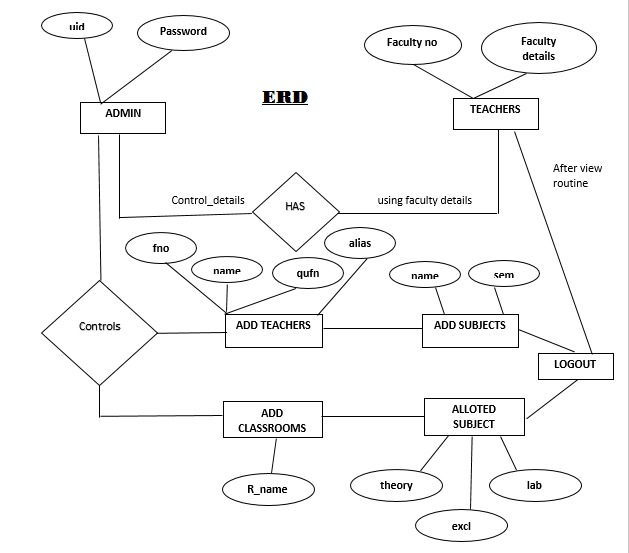 uid
Password
Faculty no
Faculty
details
ERD
ADMIN
TEACHERS
After view
routine
Control_details
HAS
using faculty details
fno
name
qufn
alias
name
sem
Controls
ADD TEACHERS
ADD SUBJECTS
LOGOUT
ADD
CLASSROOMS
ALLOTED
SUBJECT
R_name
theory
lab
excl